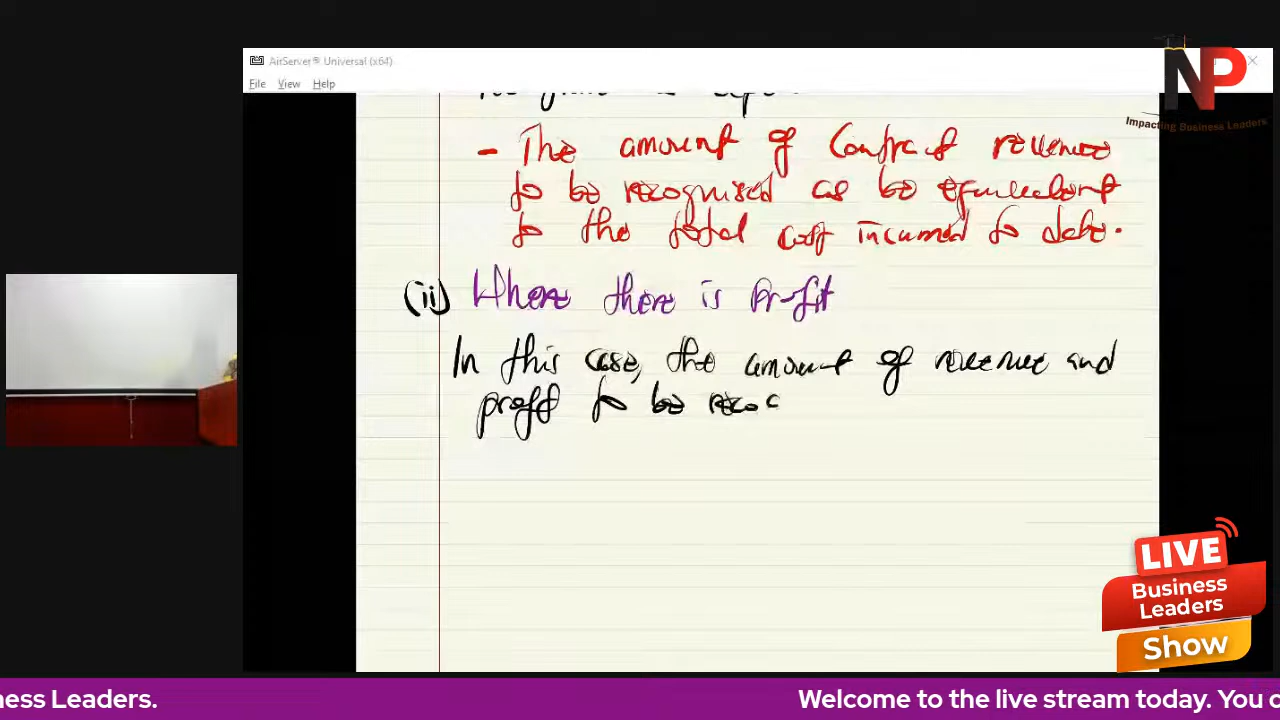 AirServer® Universal (x64)
File View Help
NP
Impacting Business Leaders
- The amount of Contract revenue
to be recognised as be equivalent
to the total cost incurred to date.
(ii) Where there is Profit
In this case, the amount of revenue and
profit to be reco
LIVE
Business
Leaders
Show
ness Leaders.
Welcome to the live stream today. You c